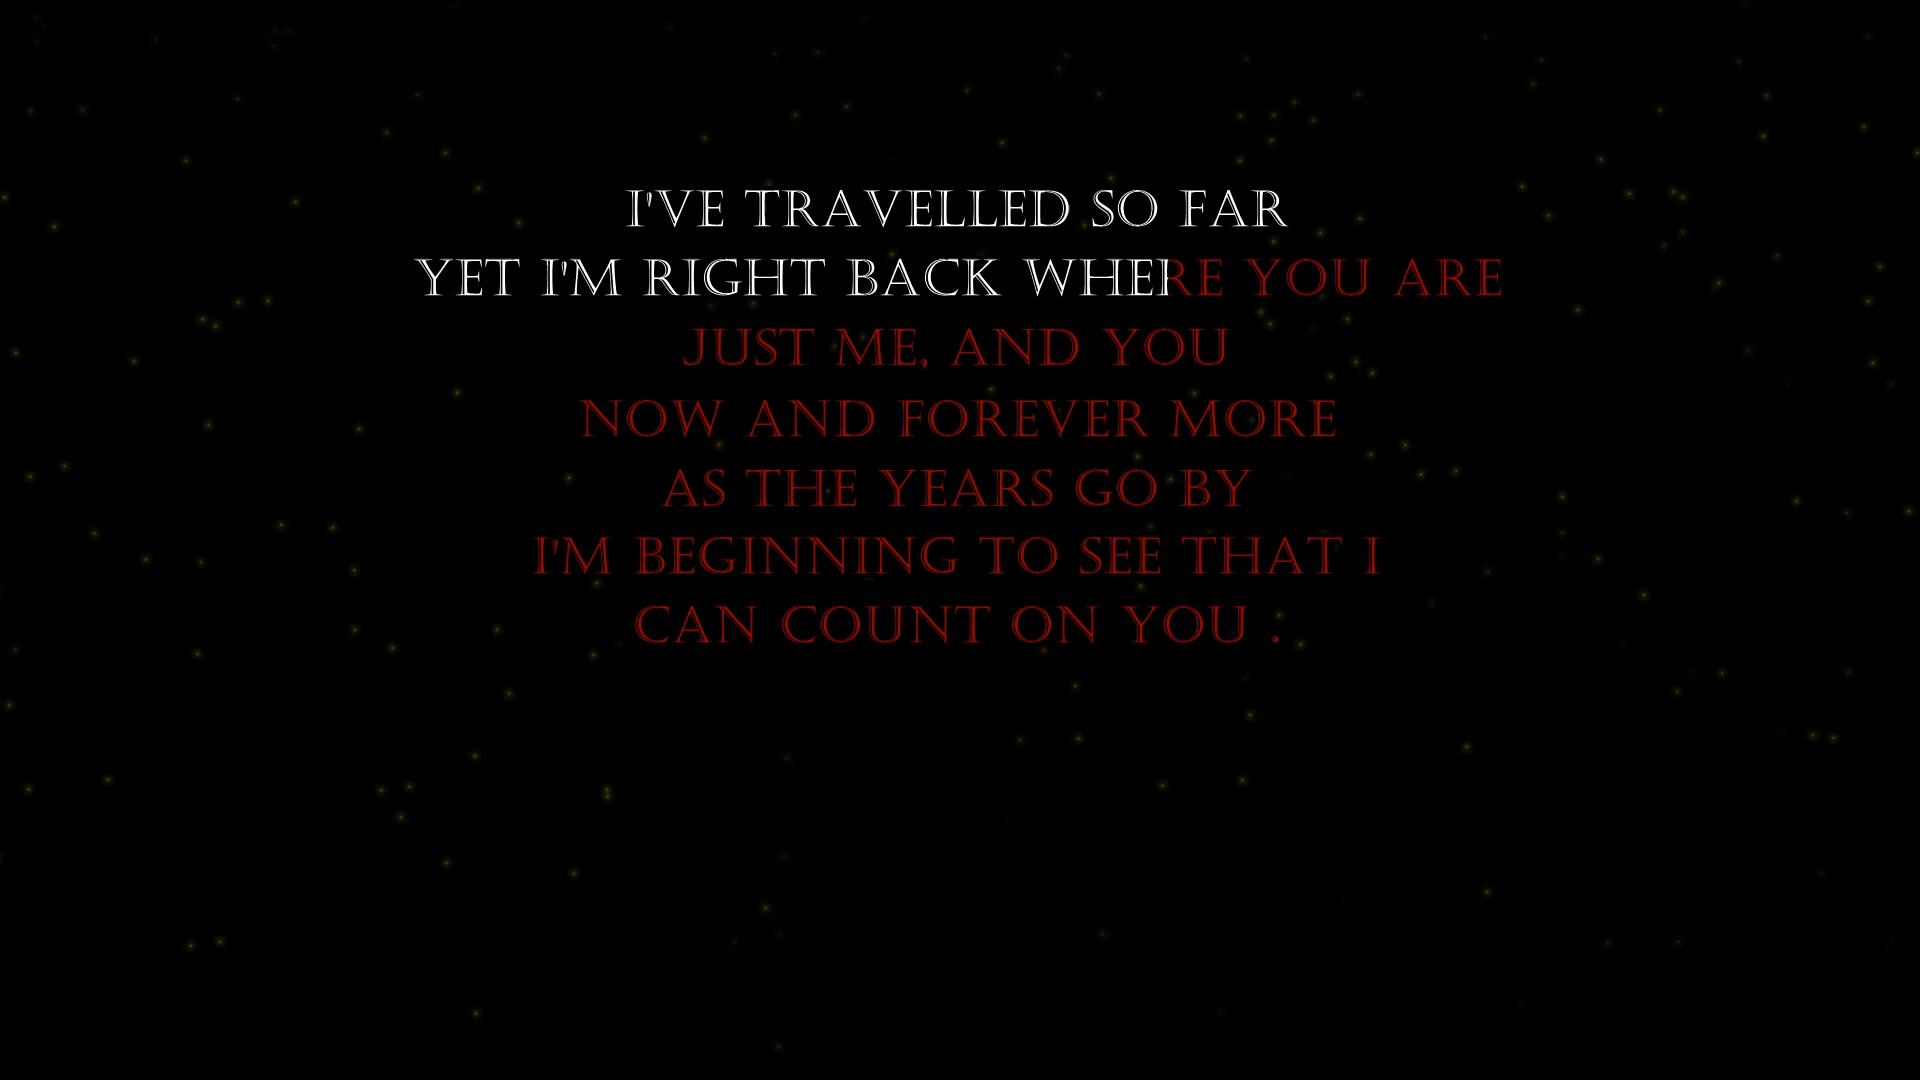 I'VE TRAVELLED SO FAR
YET I'M RIGHT BACK WHERE YOU ARE
JUST ME, AND YOU
NOW AND FOREVER MORE
AS THE YEARS GO BY
I'M BEGINNING TO SEE THAT I
CAN COUNT ON YOU .